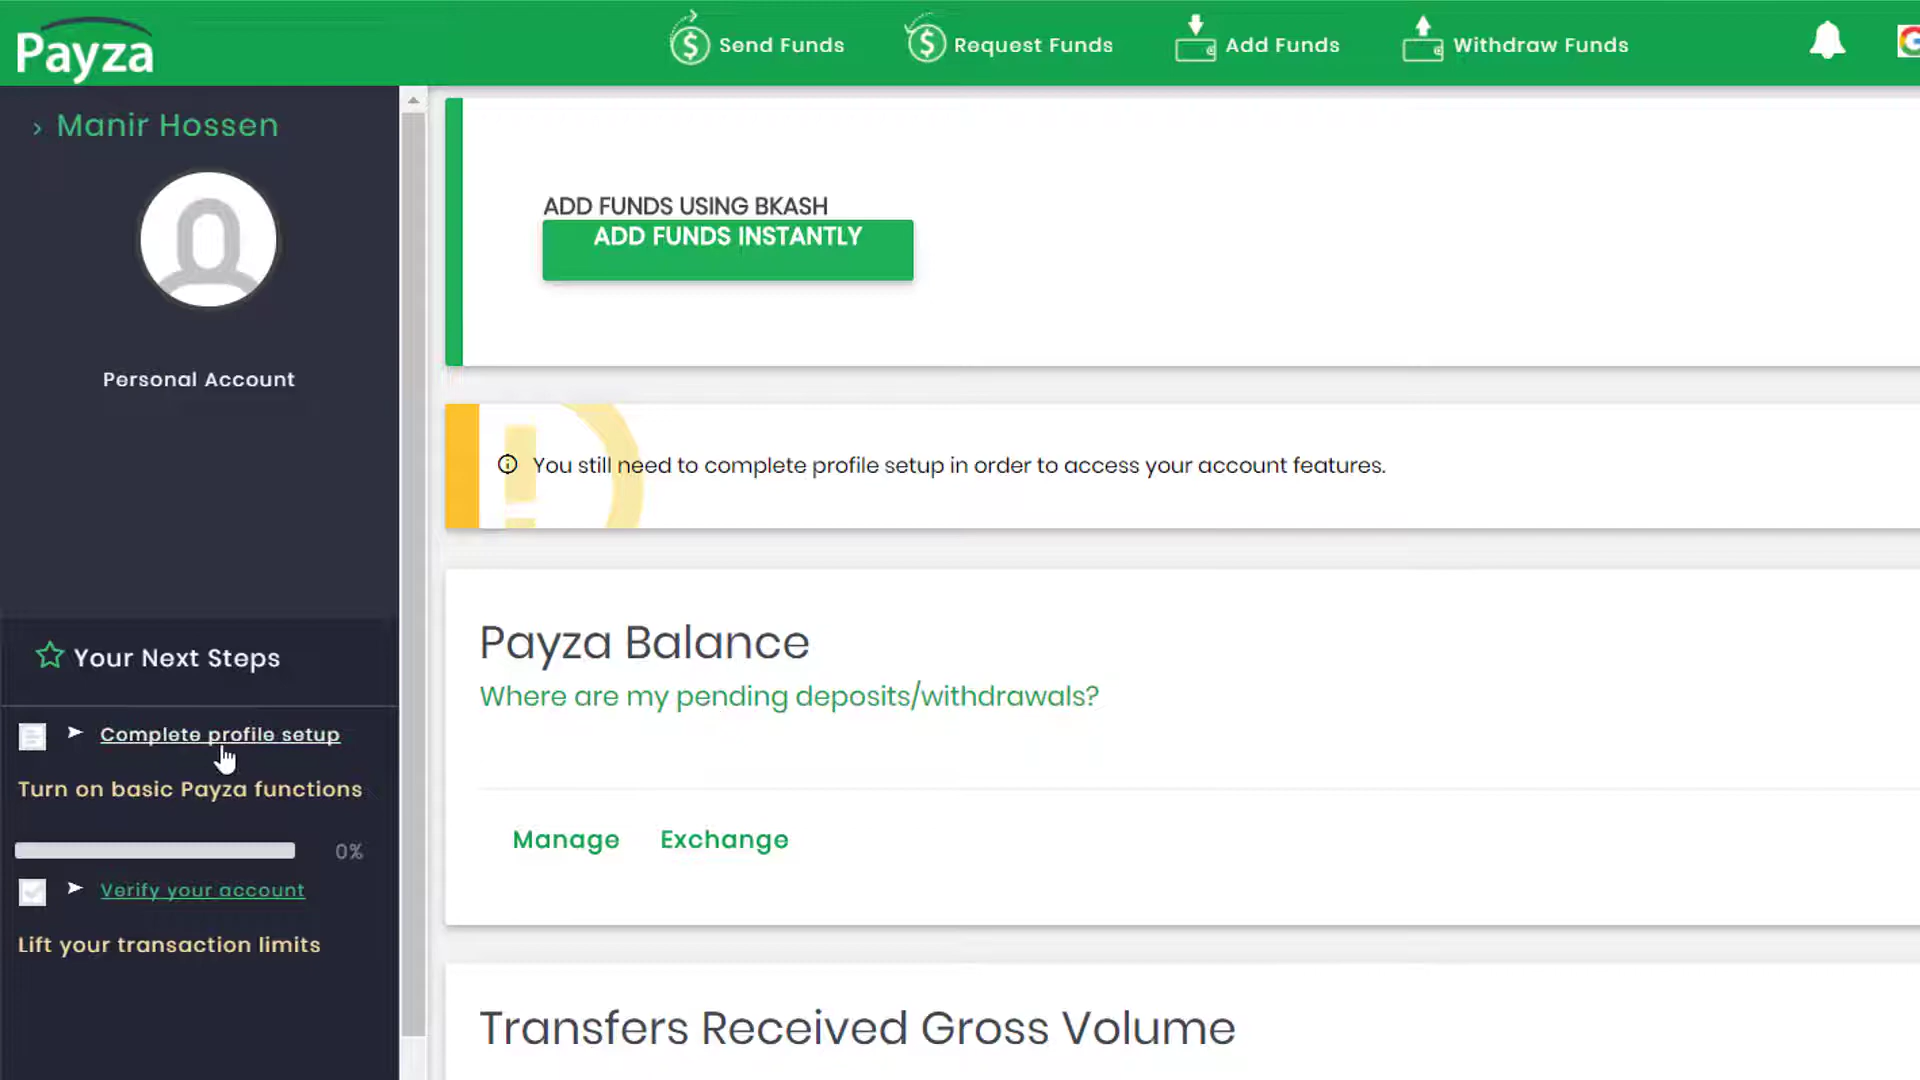 Payza
Send Funds
Request Funds
Add Funds
Withdraw Funds
Manir Hossen
Personal Account
Your Next Steps
Complete profile setup
Turn on basic Payza functions
0%
Verify your account
Lift your transaction limits
ADD FUNDS USING BKASH
ADD FUNDS INSTANTLY
You still need to complete profile setup in order to access your account features.
Payza Balance
Where are my pending deposits/withdrawals?
Manage Exchange
Transfers Received Gross Volume